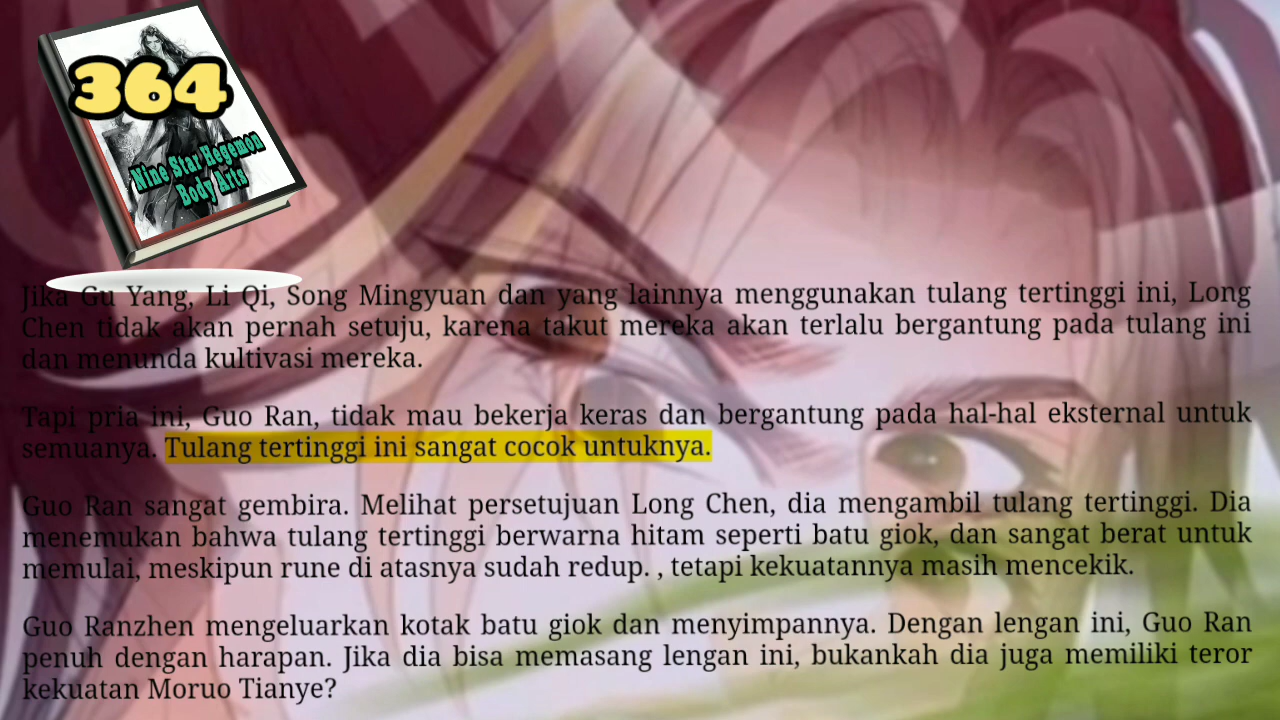 364
Nine Star Hegemon
Body Arts
Jika Gu Yang, Li Qi, Song Mingyuan dan yang lainnya menggunakan tulang tertinggi ini, Long
Chen tidak akan pernah setuju, karena takut mereka akan terlalu bergantung pada tulang ini
dan menunda kultivasi mereka.
Tapi pria ini, Guo Ran, tidak mau bekerja keras dan bergantung pada hal-hal eksternal untuk
semuanya. Tulang tertinggi ini sangat cocok untuknya.
Guo Ran sangat gembira. Melihat persetujuan Long Chen, dia mengambil tulang tertinggi. Dia
menemukan bahwa tulang tertinggi berwarna hitam seperti batu giok, dan sangat berat untuk
memulai, meskipun rune di atasnya sudah redup. , tetapi kekuatannya masih mencekik.
Guo Ranzhen mengeluarkan kotak batu giok dan menyimpannya. Dengan lengan ini, Guo Ran
penuh dengan harapan. Jika dia bisa memasang lengan ini, bukankah dia juga memiliki teror
kekuatan Moruo Tianye?